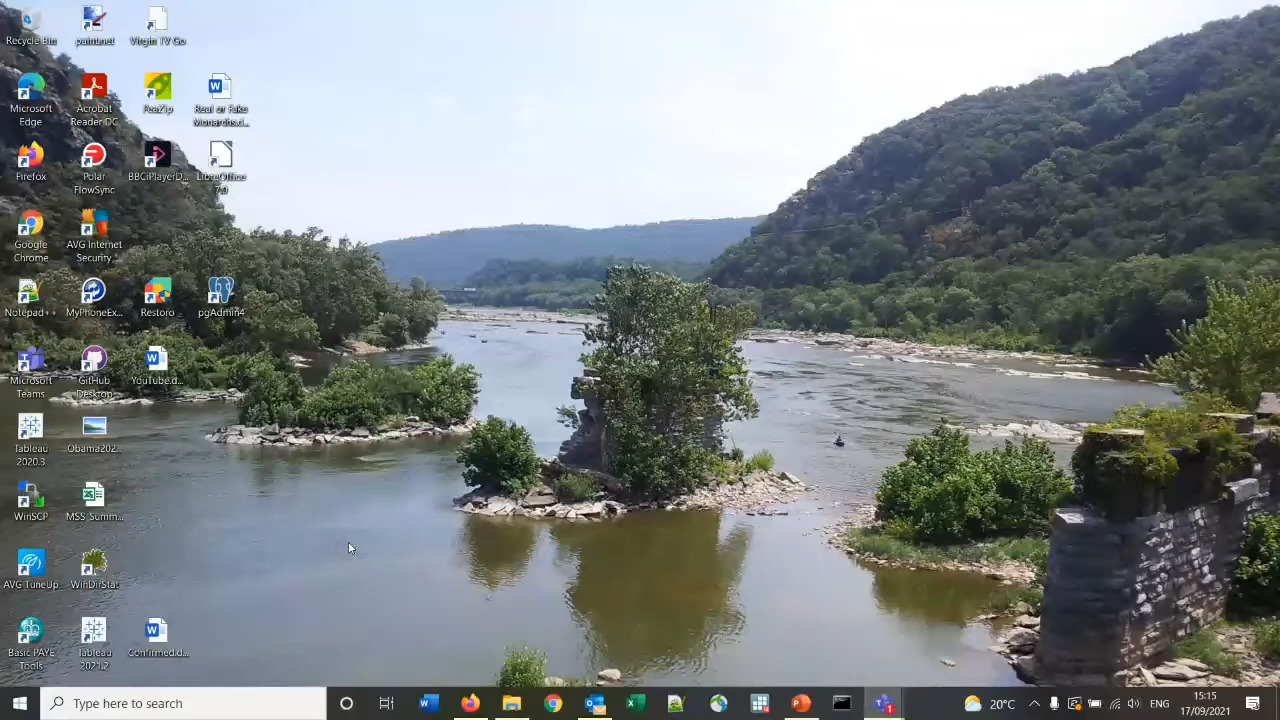 Recycle Bin
paint.net
Virgin TV Go
Microsoft
Edge
Acrobat
Reader DC
PeaZip
Real or Fake
Monarchs.d...
Firefox
Polar
FlowSync
BBCiPlayerD...
LibreOffice
7.0
Google
Chrome
AVG Internet
Security
Notepad++
MyPhoneEx...
Restoro
pgAdmin4
Microsoft
Teams
GitHub
Desktop
YouTube.d...
Tableau
2020.3
Obama202...
WinSCP
MSS-Summ...
AVG TuneUp
WinDirStat
Basic PAYE
Tools
Tableau
2021.2
Confirmed.d...
Type here to search
20°C
ENG
15:15
17/09/2021